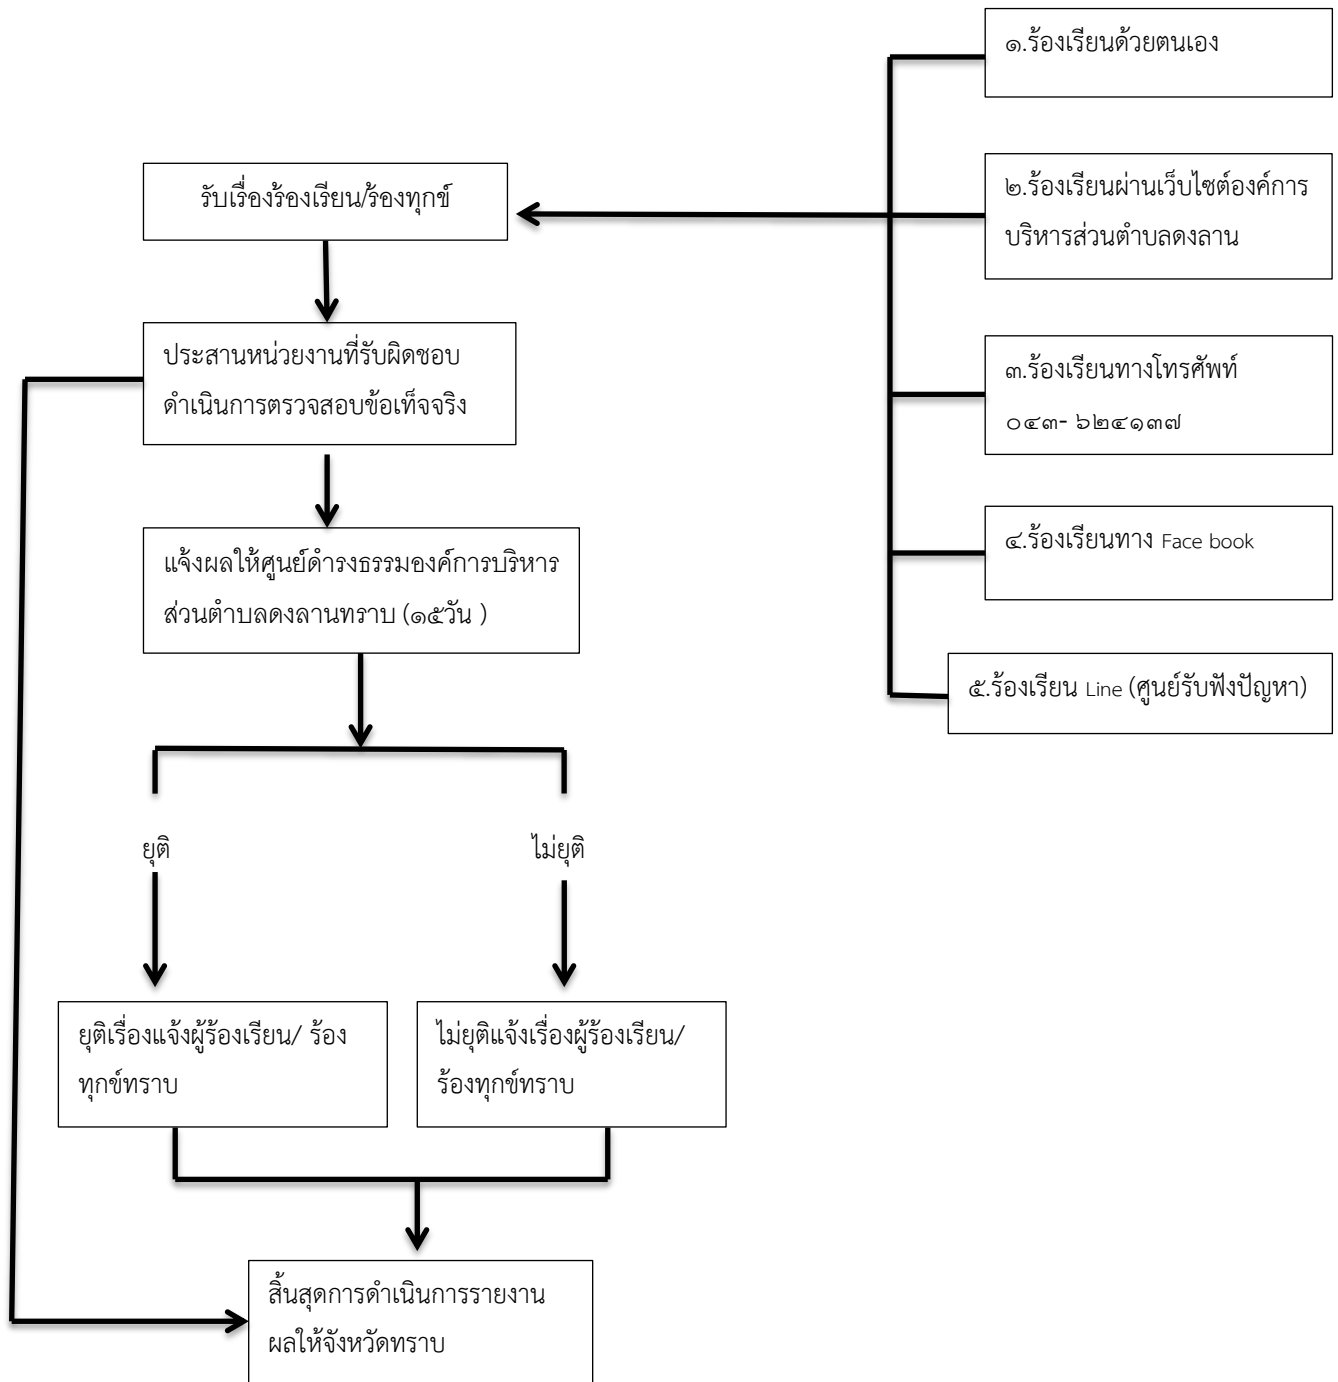 ๑.ร้องเรียนด้วยตนเอง
๒.ร้องเรียนผ่านเว็บไซต์องค์การ
บริหารส่วนตำบลดงลาน
๓.ร้องเรียนทางโทรศัพท์
๐๔๓- ๖๒๔๑๓๗
๔.ร้องเรียนทาง Face book
๕.ร้องเรียน Line (ศูนย์รับฟังปัญหา)
รับเรื่องร้องเรียน/ร้องทุกข์
ประสานหน่วยงานที่รับผิดชอบ
ดำเนินการตรวจสอบข้อเท็จจริง
แจ้งผลให้ศูนย์ดำรงธรรมองค์การบริหาร
ส่วนตำบลดงลานทราบ (๑๕วัน )
ยุติ
ไม่ยุติ
ยุติเรื่องแจ้งผู้ร้องเรียน/ ร้อง
ทุกข์ทราบ
ไม่ยุติแจ้งเรื่องผู้ร้องเรียน/
ร้องทุกข์ทราบ
สิ้นสุดการดำเนินการรายงาน
ผลให้จังหวัดทราบ